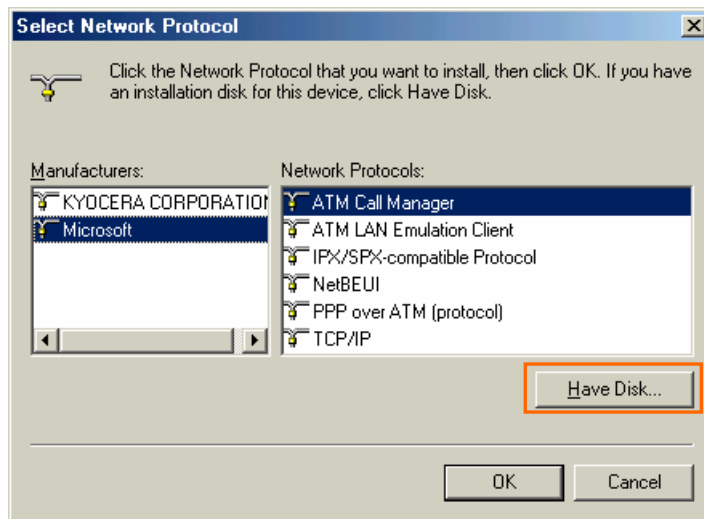 Select Network Protocol
Click the Network Protocol that you want to install, then click OK. If you have
an installation disk for this device, click Have Disk.
Manufacturers:
KYOCERA CORPORATION
Microsoft
Network Protocols:
ATM Call Manager
ATM LAN Emulation Client
IPX/SPX-compatible Protocol
NetBEUI
PPP over ATM (protocol)
TCP/IP
Have Disk...
OK
Cancel